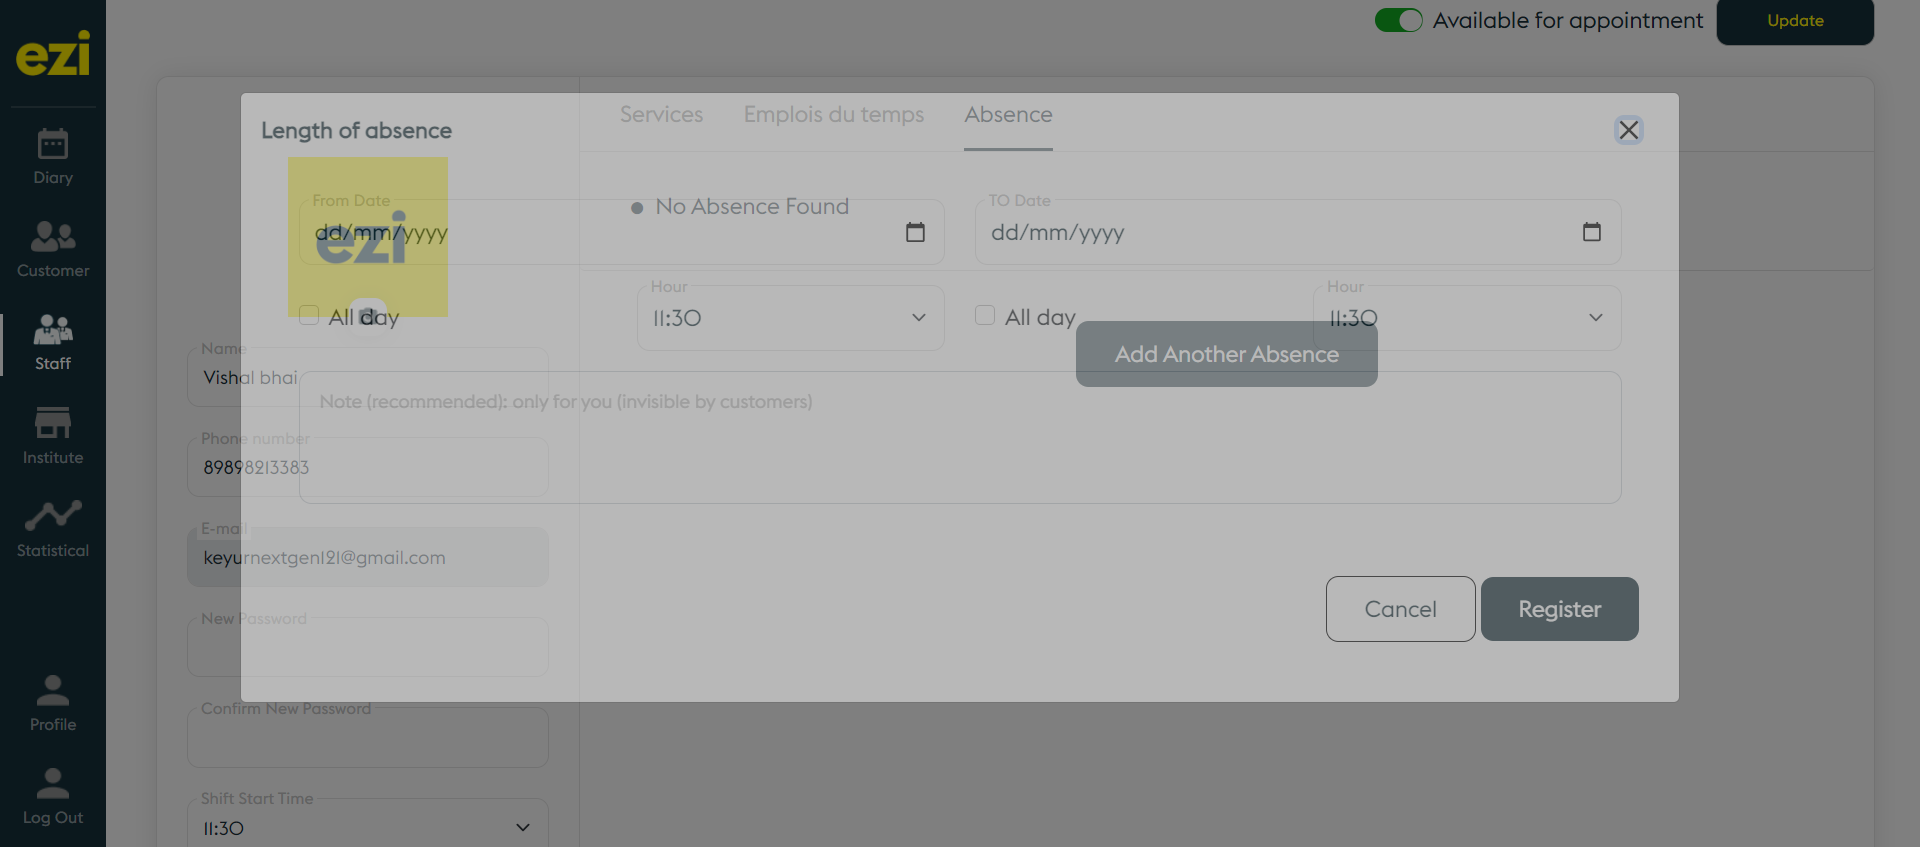 Available for appointment
Update
ezi
Diary
Customer
Staff
Institute
Statistical
Profile
Log Out
Services
Emplois du temps
Absence
Length of absence
From Date
dd/mm/yyyy
ezi
No Absence Found
TO Date
dd/mm/yyyy
All day
Hour
11:30
All day
Hour
11:30
Add Another Absence
Note (recommended): only for you (invisible by customers)
Cancel
Register
Name
Vishal bhai
Phone number
89898213383
E-mail
keyurnextgen121@gmail.com
New Password
Confirm New Password
Shift Start Time
11:30